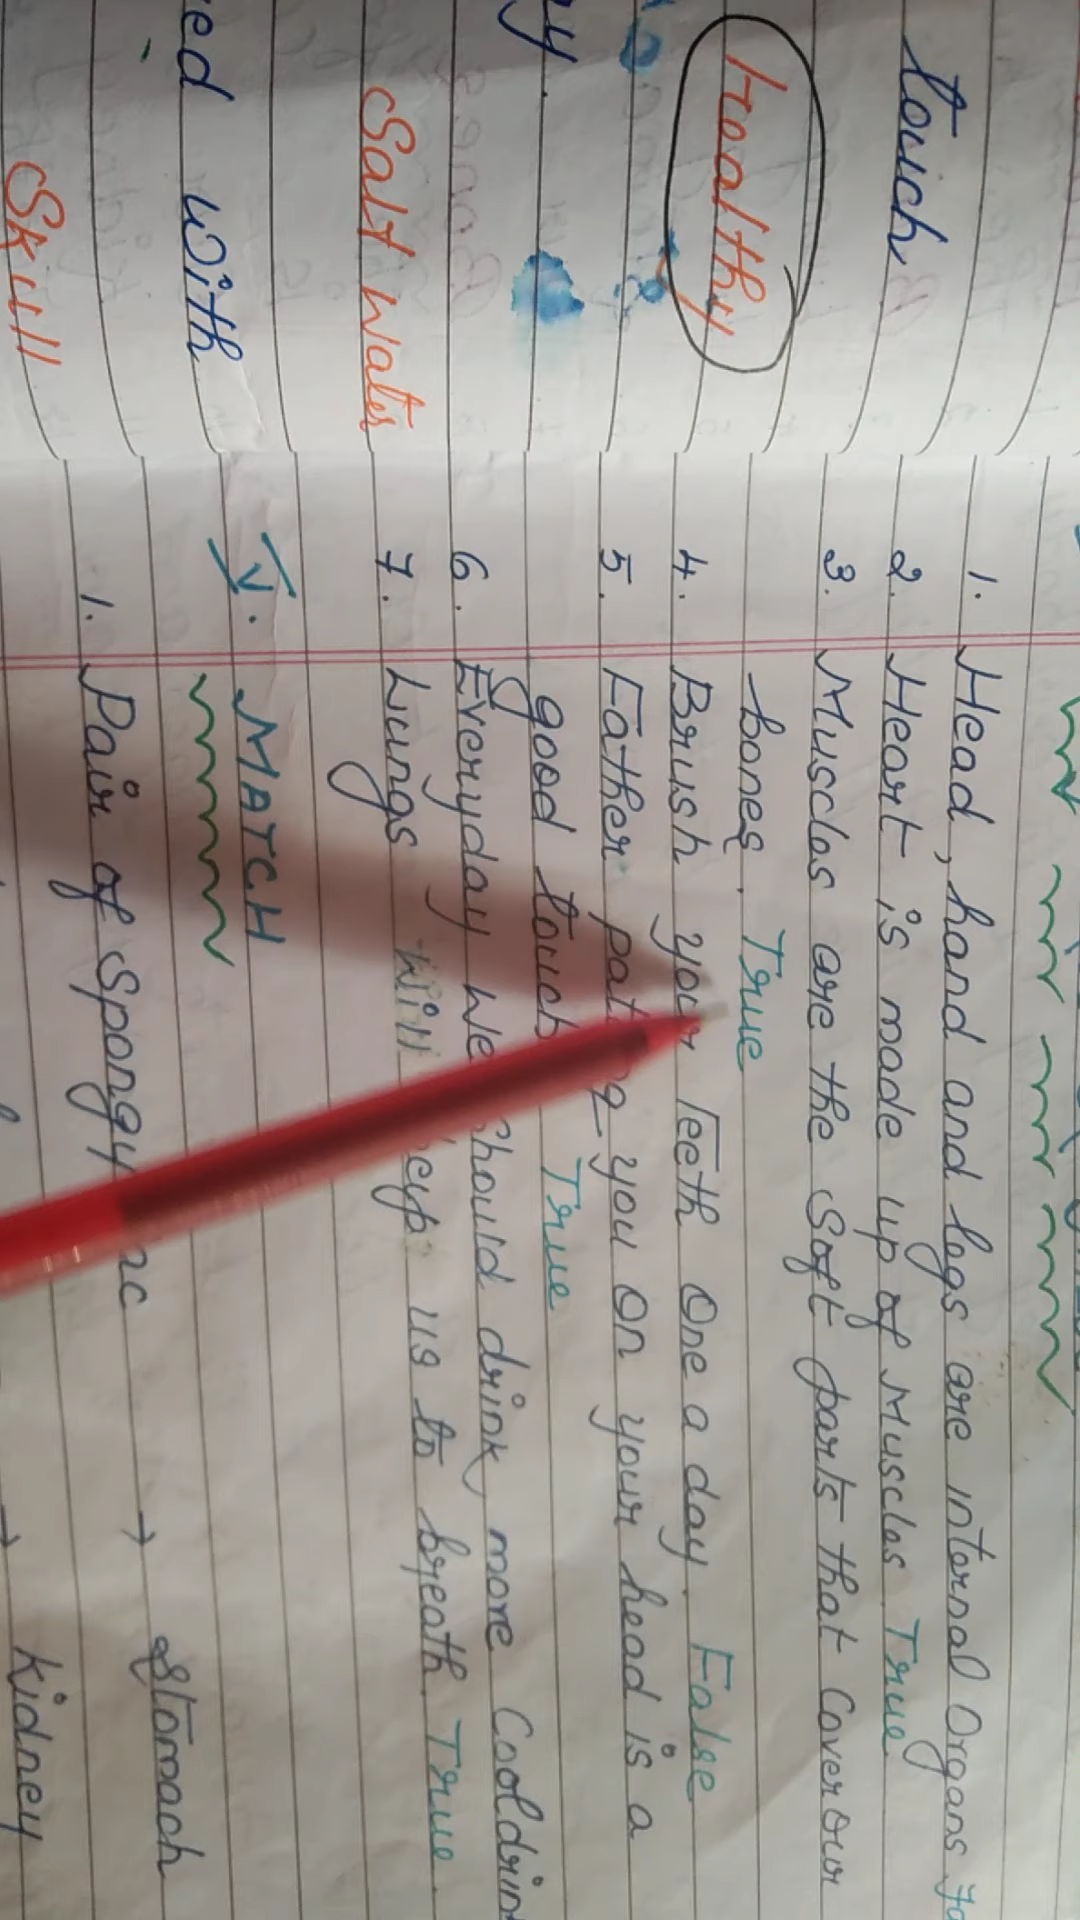 touch
Healthy
y.
Salt Water
ed with
Skull
1. Head, hand and legs are internal Organs
2. Heart is made up of Muscles. True
3. Muscles are the Soft parts that Cover our
bones. True
4. Brush your Teeth One a day. False
5. Father pat you On your head is a
good touch True
6. Everyday We should drink more Cooldrin
7. Lungs Will us to breath. True.
V. MATCH
1. Pair of Spongy → Stomach
→ kidney